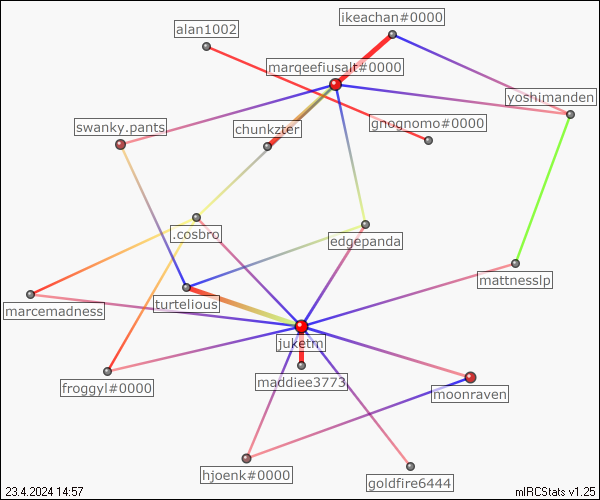 ikeachan#0000
alan1002
marqeefiusalt#0000
yoshimanden
swanky.pants
chunkzter
gnognomo#0000
.cosbro
edgepanda
mattnesslp
marcemadness
turtelious
juketm
froggyl#0000
maddiee3773
moonraven
hjoenk#0000
goldfire6444
23.4.2024 14:57
mIRCStats v1.25